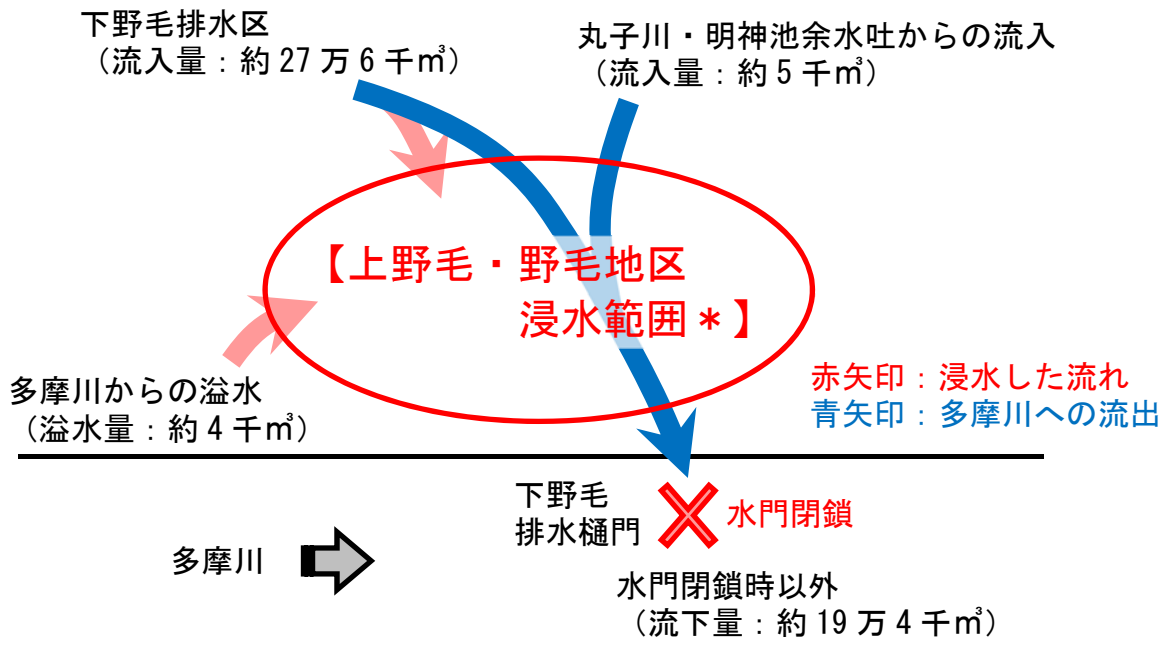 下野毛排水区
（流入量：約27万6千㎥）
丸子川・明神池余水吐からの流入
（流入量：約5千㎥）
【上野毛・野毛地区
浸水範囲＊】
多摩川からの溢水
（溢水量：約4千㎥）
赤矢印：浸水した流れ
青矢印：多摩川への流出
下野毛
排水樋門
水門閉鎖
多摩川
水門閉鎖時以外
（流下量：約19万4千㎥）